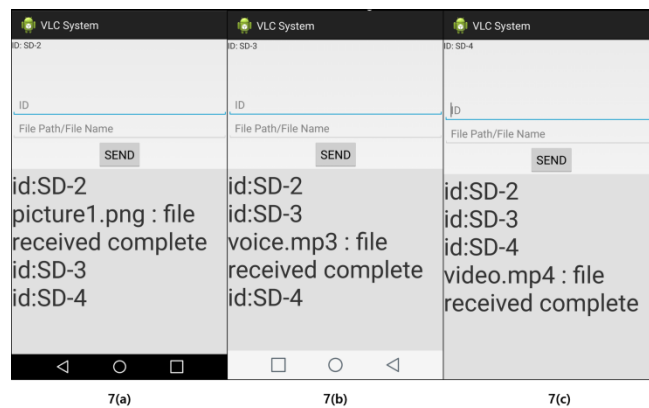 VLC System
ID: SD-2
ID
File Path/File Name
SEND
id:SD-2
picture1.png : file
received complete
id:SD-3
id:SD-4
7(a)
VLC System
ID: SD-3
ID
File Path/File Name
SEND
id:SD-2
id:SD-3
voice.mp3 : file
received complete
id:SD-4
7(b)
VLC System
ID: SD-4
ID
File Path/File Name
SEND
id:SD-2
id:SD-3
id:SD-4
video.mp4 : file
received complete
7(c)